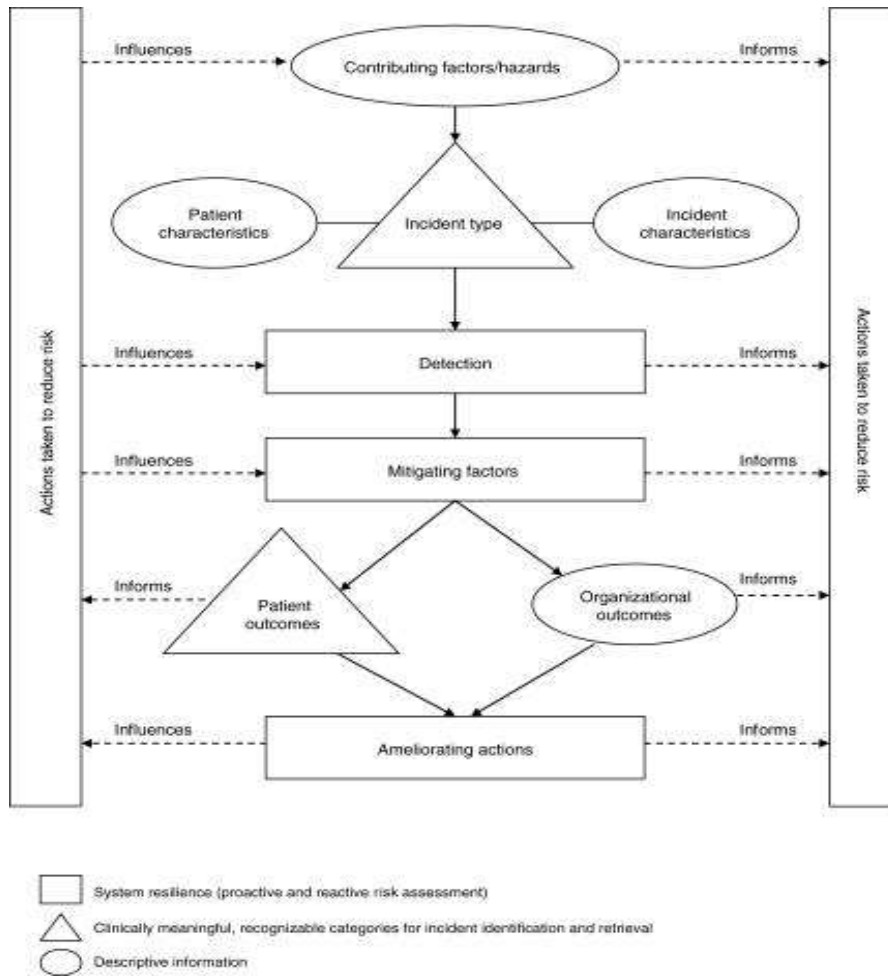 Influences
Informs
Contributing factors/hazards
Patient
characteristics
Incident type
Incident
characteristics
Actions taken to reduce risk
Actions taken to reduce risk
Influences
Informs
Detection
Influences
Informs
Mitigating factors
Informs
Patient
outcomes
Organizational
outcomes
Informs
Influences
Informs
Ameliorating actions
System resilience (proactive and reactive risk assessment)
Clinically meaningful, recognizable categories for incident identification and retrieval
Descriptive information